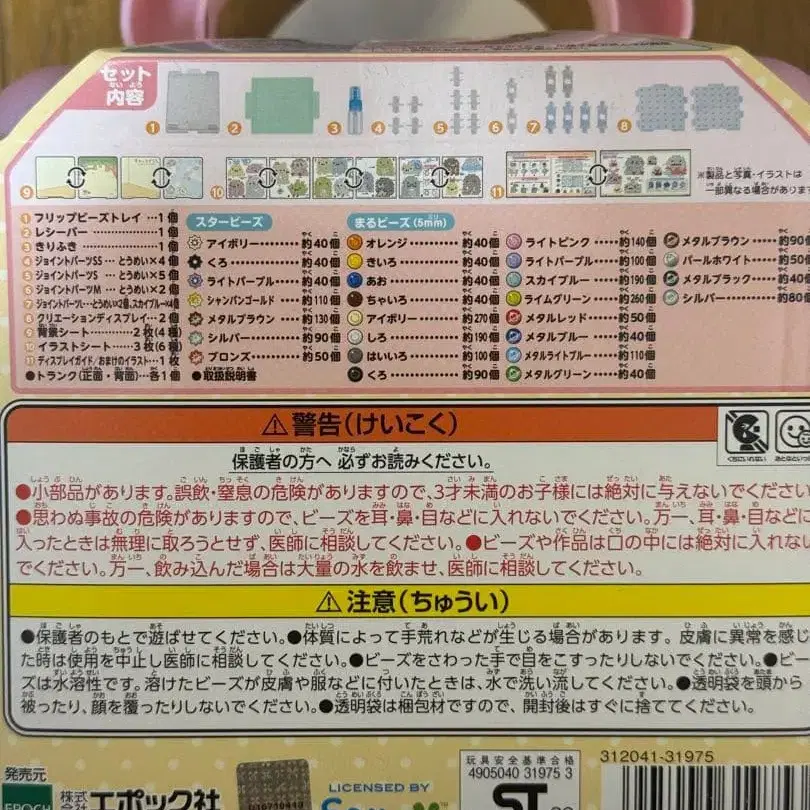 セット
ない よう
内容
1 2 3 4 5 6 7 8
9 10 11
※製品と写真・イラストは
一部異なる場合があります
1 フリップビーズトレイ…1個
2 レシーバー……………1個
3 きりふき………………1個
4 ジョイントパーツSS…とうめい×4個
5 ジョイントパーツS…とうめい×5個
6 ジョイントパーツM…とうめい×2個
7 ジョイントパーツL…とうめい×2個、スカイブルー×4個
8 クリエーションディスプレイ…2個
9 背景シート………2枚(4種)
10 イラストシート……3枚(6種)
11 ディスプレイガイド/おまけのイラスト…1枚
●トランク(正面・背面)…各1個
スタービーズ
アイボリー………約40個
くろ………約40個
ライトパープル………約40個
シャンパンゴールド……約110個
メタルブラウン……約130個
シルバー………約90個
ブロンズ………約50個
●取扱説明書
まるビーズ(5mm)
オレンジ………約40個
きいろ………約40個
あお………約40個
ちゃいろ………約40個
アイボリー………約270個
しろ………約190個
はいいろ………約100個
くろ………約90個
ライトピンク……約140個
ライトパープル……約100個
スカイブルー……約190個
ライムグリーン……約260個
メタルレッド……約50個
メタルブルー……約40個
メタルライトブルー……約110個
メタルグリーン……約40個
メタルブラウン……約90個
パールホワイト……約50個
メタルブラック……約40個
シルバー……約80個
⚠警告(けいこく)
保護者の方へ 必ずお読みください。
くちにいれない
●小部品があります。誤飲・窒息の危険がありますので、3才未満のお子様には絶対に与えないでください
●思わぬ事故の危険がありますので、ビーズを耳・鼻・目などに入れないでください。万一、耳・鼻・目などに
入ったときは無理に取ろうとせず、医師に相談してください。●ビーズや作品は口の中には絶対に入れない
でください。万一、飲み込んだ場合は大量の水を飲ませ、医師に相談してください。
⚠注意(ちゅうい)
●保護者のもとで遊ばせてください。●体質によって手荒れなどが生じる場合があります。皮膚に異常を感じ
た時は使用を中止し医師に相談してください。●ビーズをさわった手で目をこすったりしないでください。●ビー
ズは水溶性です。溶けたビーズが皮膚や服などに付いたときは、水で洗い流してください。●透明袋を頭から
被ったり、顔を覆ったりしないでください。●透明袋は梱包材ですので、開封後はすぐに捨ててください。
発売元
EPOCH
株式会社エポック社
LICENSED BY
玩具安全基準合格
4905040 31975 3
ST
312041-31975